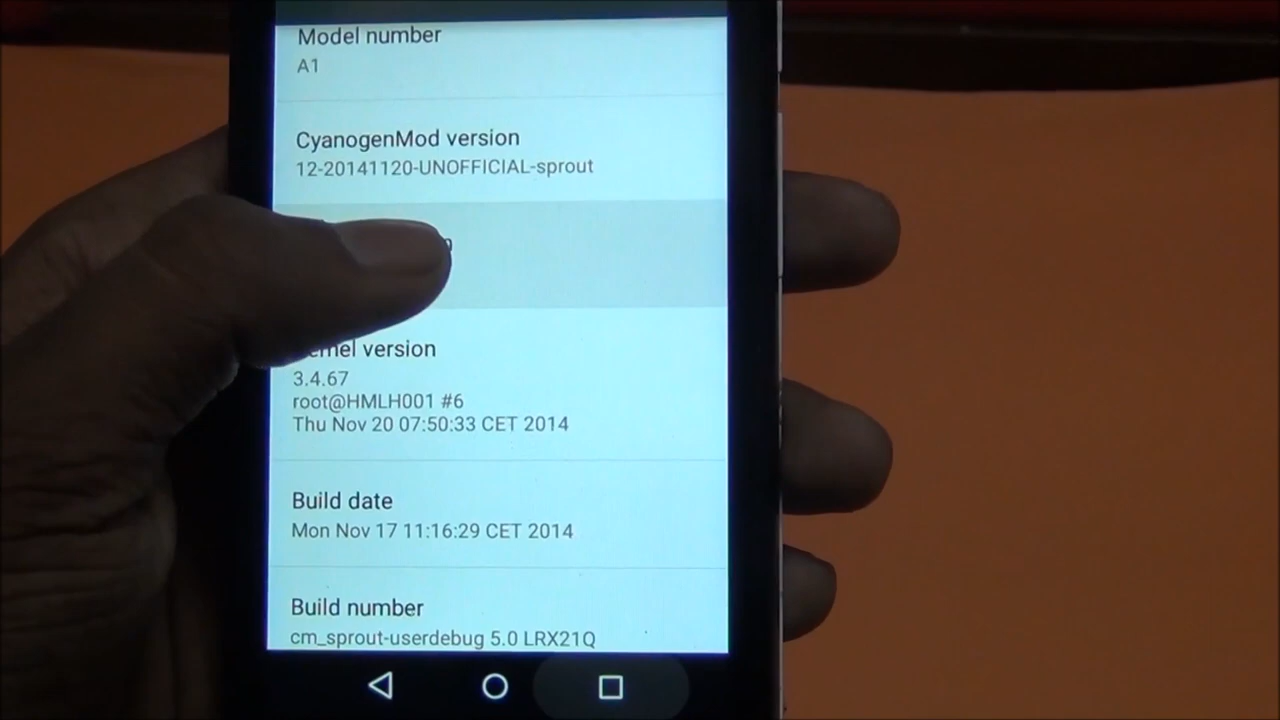 Model number
A1
CyanogenMod version
12-20141120-UNOFFICIAL-sprout
version
3.4.67
root@HMLH001 #6
Thu Nov 20 07:50:33 CET 2014
Build date
Mon Nov 17 11:16:29 CET 2014
Build number
cm_sprout-userdebug 5.0 LRX21Q